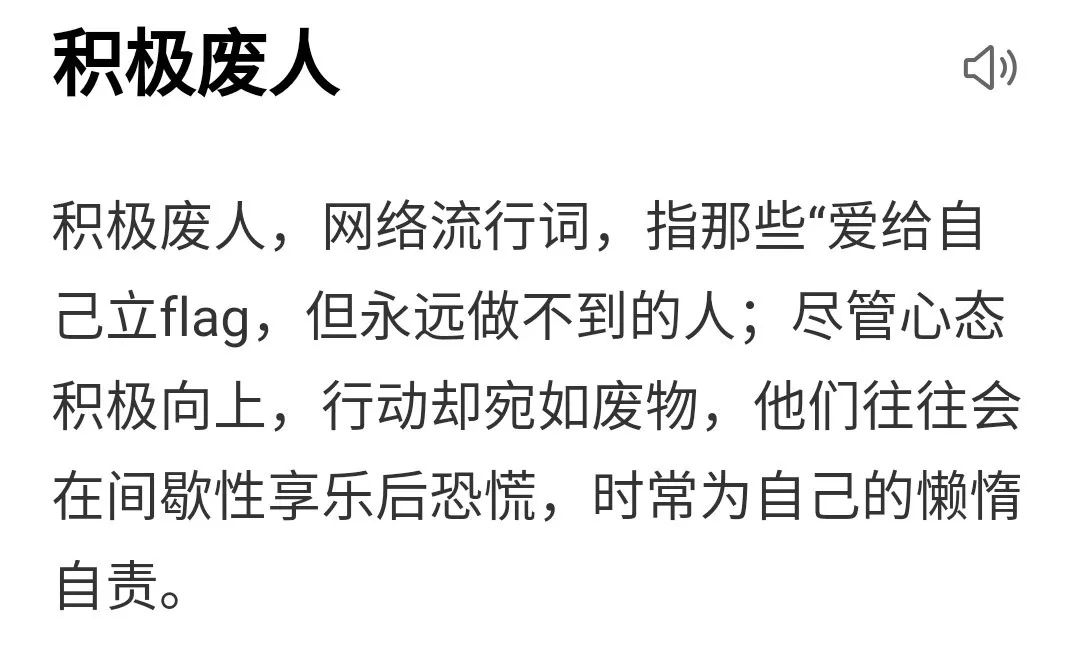 积极废人
积极废人，网络流行词，指那些“爱给自
己立flag，但永远做不到的人；尽管心态
积极向上，行动却宛如废物，他们往往会
在间歇性享乐后恐慌，时常为自己的懒惰
自责。